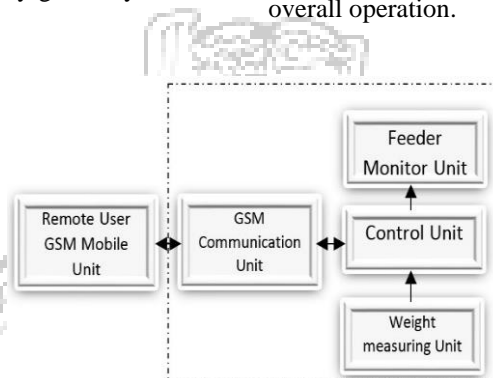 overall operation.
Feeder
Monitor Unit
Remote User
GSM Mobile
Unit
GSM
Communication
Unit
Control Unit
Weight
measuring Unit